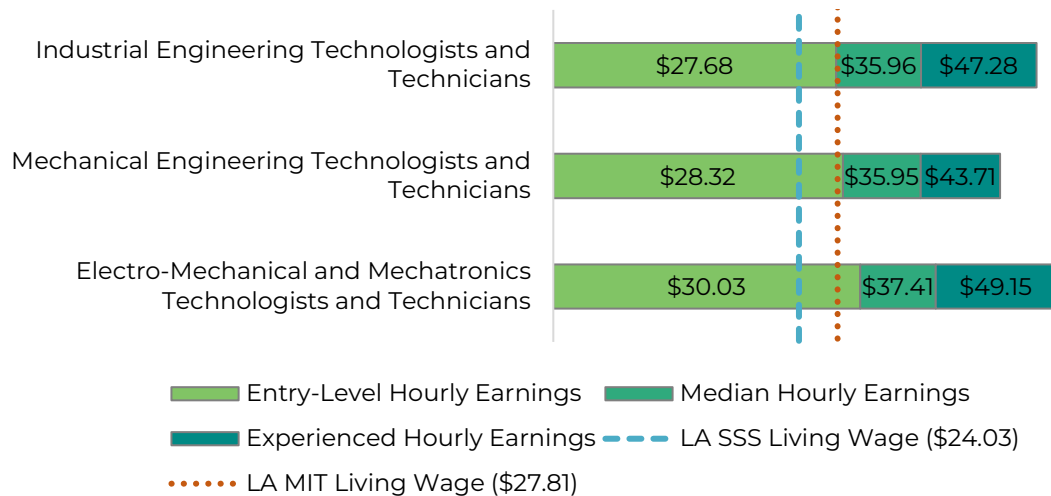 Industrial Engineering Technologists and
Technicians
$27.68 $35.96 $47.28
Mechanical Engineering Technologists and
Technicians
$28.32 $35.95 $43.71
Electro-Mechanical and Mechatronics
Technologists and Technicians
$30.03 $37.41 $49.15
Entry-Level Hourly Earnings Median Hourly Earnings
Experienced Hourly Earnings LA SSS Living Wage ($24.03)
LA MIT Living Wage ($27.81)